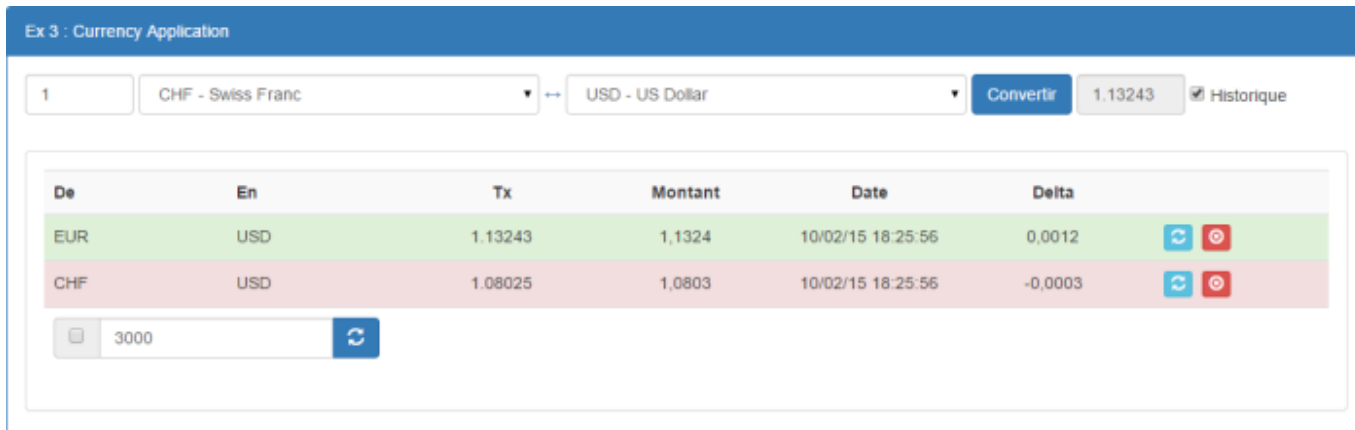 Ex 3 : Currency Application
1 CHF - Swiss Franc ↔ USD - US Dollar Convertir 1.13243 Historique
De En Tx Montant Date Delta
EUR USD 1.13243 1,1324 10/02/15 18:25:56 0,0012
CHF USD 1.08025 1,0803 10/02/15 18:25:56 -0,0003
3000